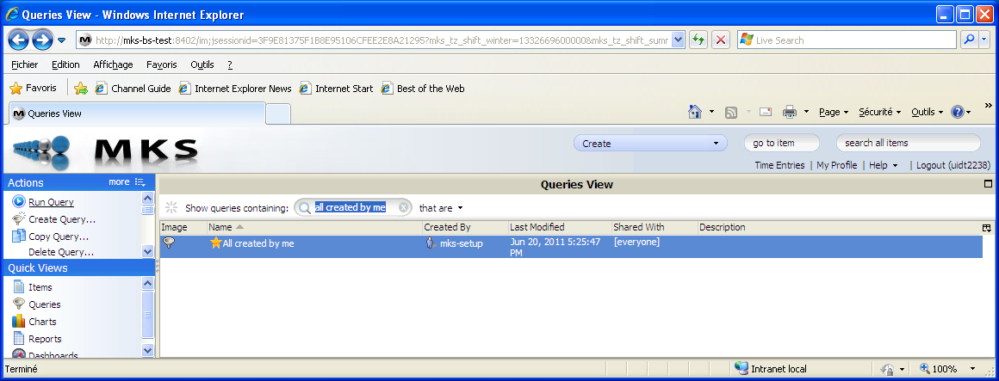 Queries View - Windows Internet Explorer
http://mks-bs-test:8402/im;jsessionid=3F9E81375F1B8E95106CFEE2E8A21295?mks_tz_shift_winter=13326696000000&mks_tz_shift_sumr
Live Search
Fichier Edition Affichage Favoris Outils ?
Favoris Channel Guide Internet Explorer News Internet Start Best of the Web
M Queries View Page Sécurité Outils »
MKS Create go to item search all items
Time Entries | My Profile | Help | Logout (uidt2238)
Actions more
Queries View
Run Query
Show queries containing: all created by me that are
Create Query...
Copy Query...
Delete Query...
Image Name Created By Last Modified Shared With Description
All created by me mks-setup Jun 20, 2011 5:25:47 PM [everyone]
Quick Views
Items
Queries
Charts
Reports
Dashboards
Terminé Intranet local 100%